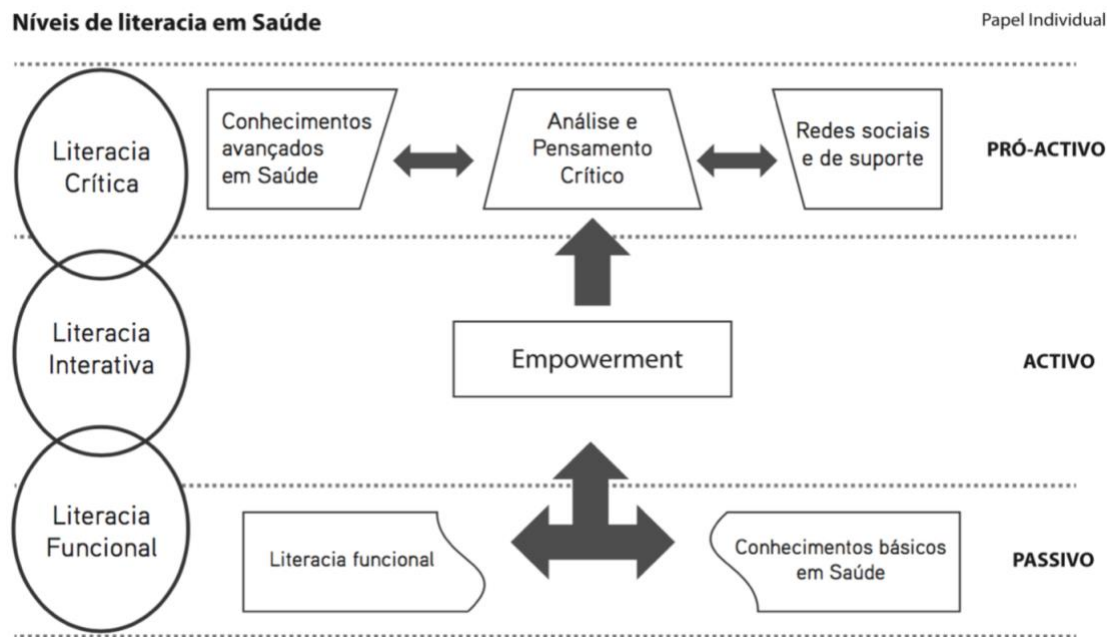 Níveis de literacia em Saúde
Papel Individual
Literacia
Crítica
Conhecimentos
avançados
em Saúde
Análise e
Pensamento
Crítico
Redes sociais
e de suporte
PRÓ-ACTIVO
Literacia
Interativa
Empowerment
ACTIVO
Literacia
Funcional
Literacia funcional
Conhecimentos básicos
em Saúde
PASSIVO